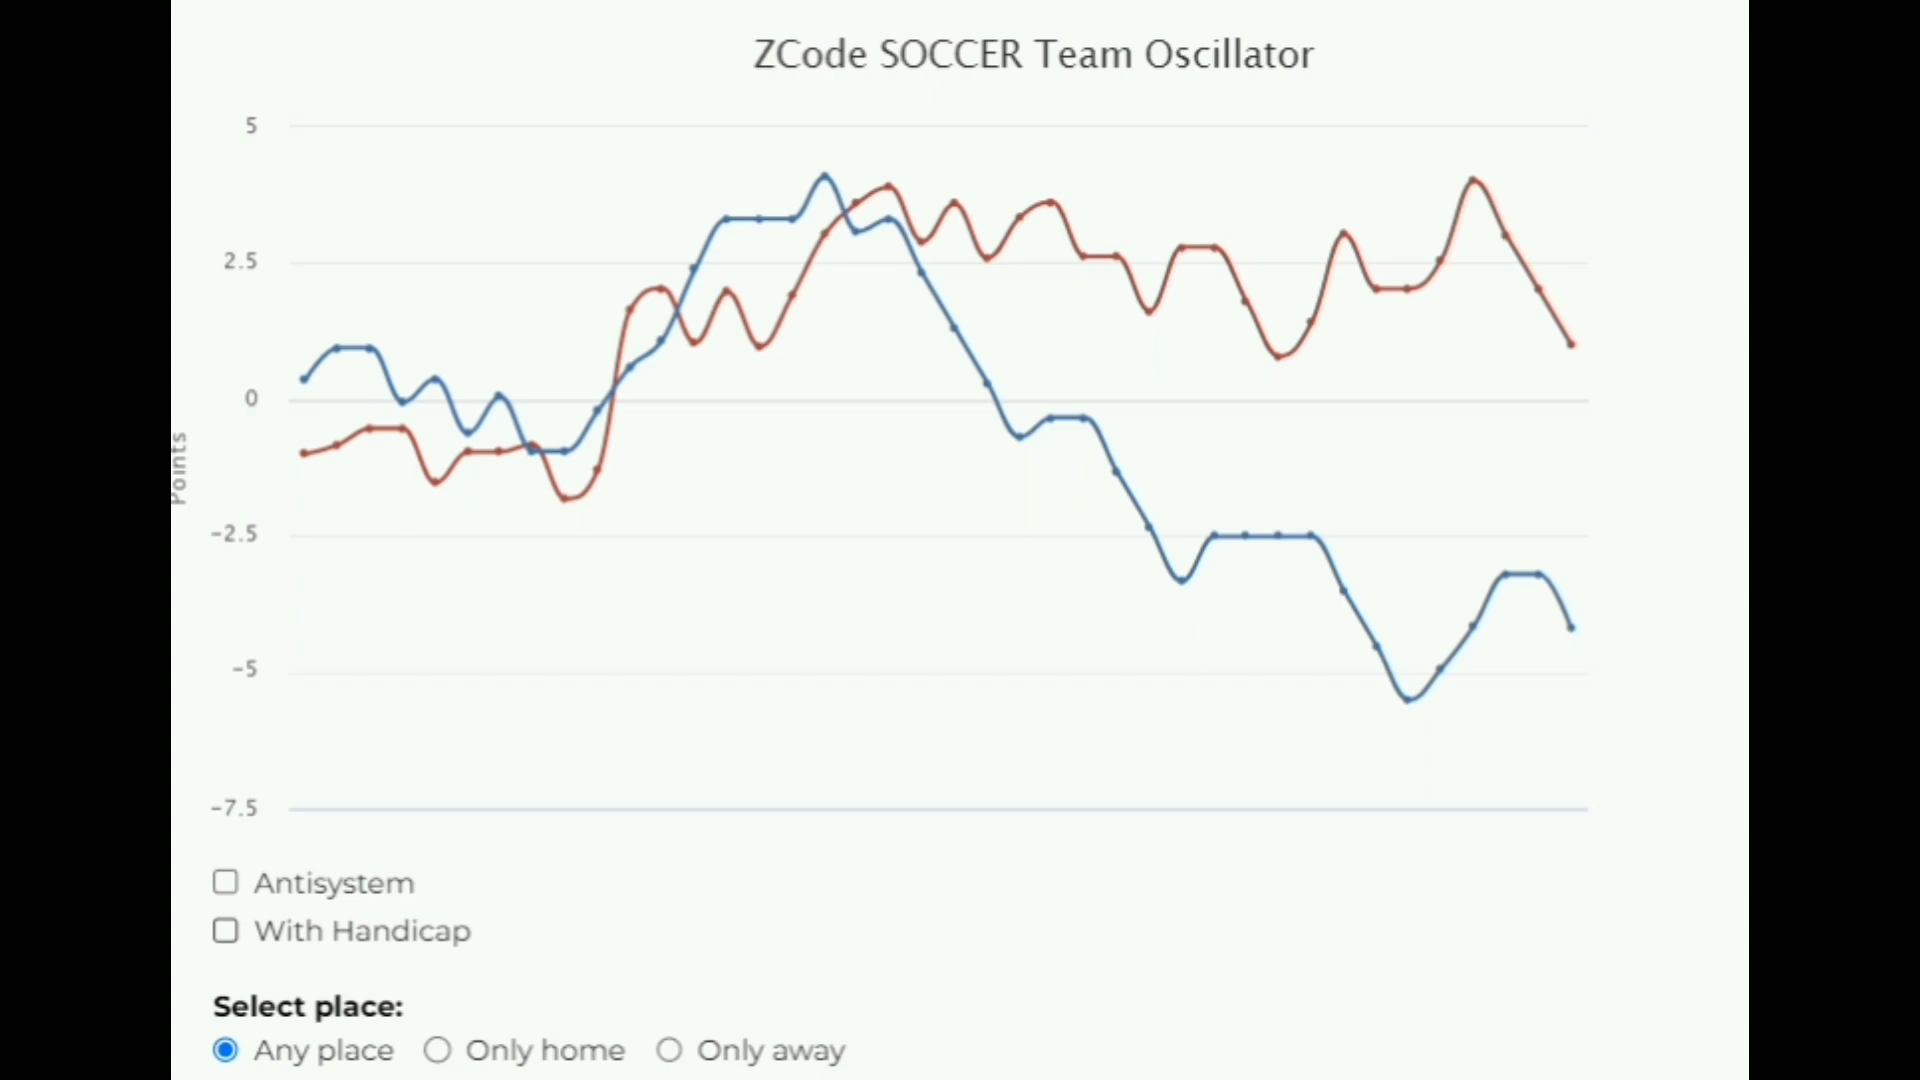 ZCode SOCCER Team Oscillator
5
2.5
0
Points
−2.5
−5
−7.5
Antisystem
With Handicap
Select place:
Any place Only home Only away